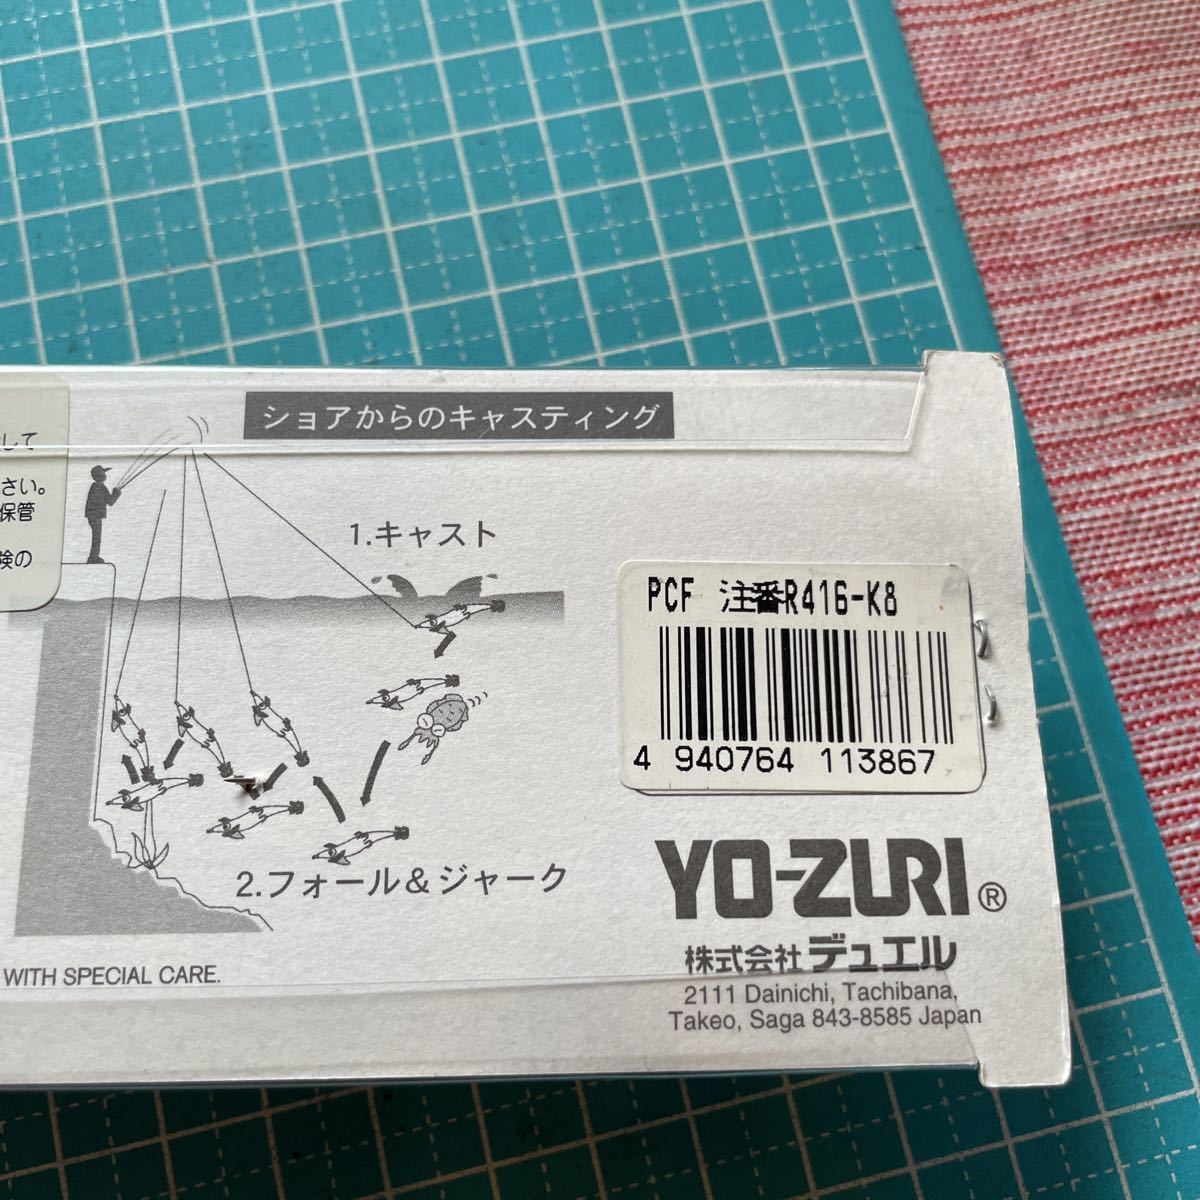 ショアからのキャスティング
して
さい。
保管
険の
1.キャスト
2.フォール&ジャーク
WITH SPECIAL CARE.
PCF 注番R416-K8
4 940764 113867
YO-ZURI®
株式会社デュエル
2111 Dainichi, Tachibana,
Takeo, Saga 843-8585 Japan